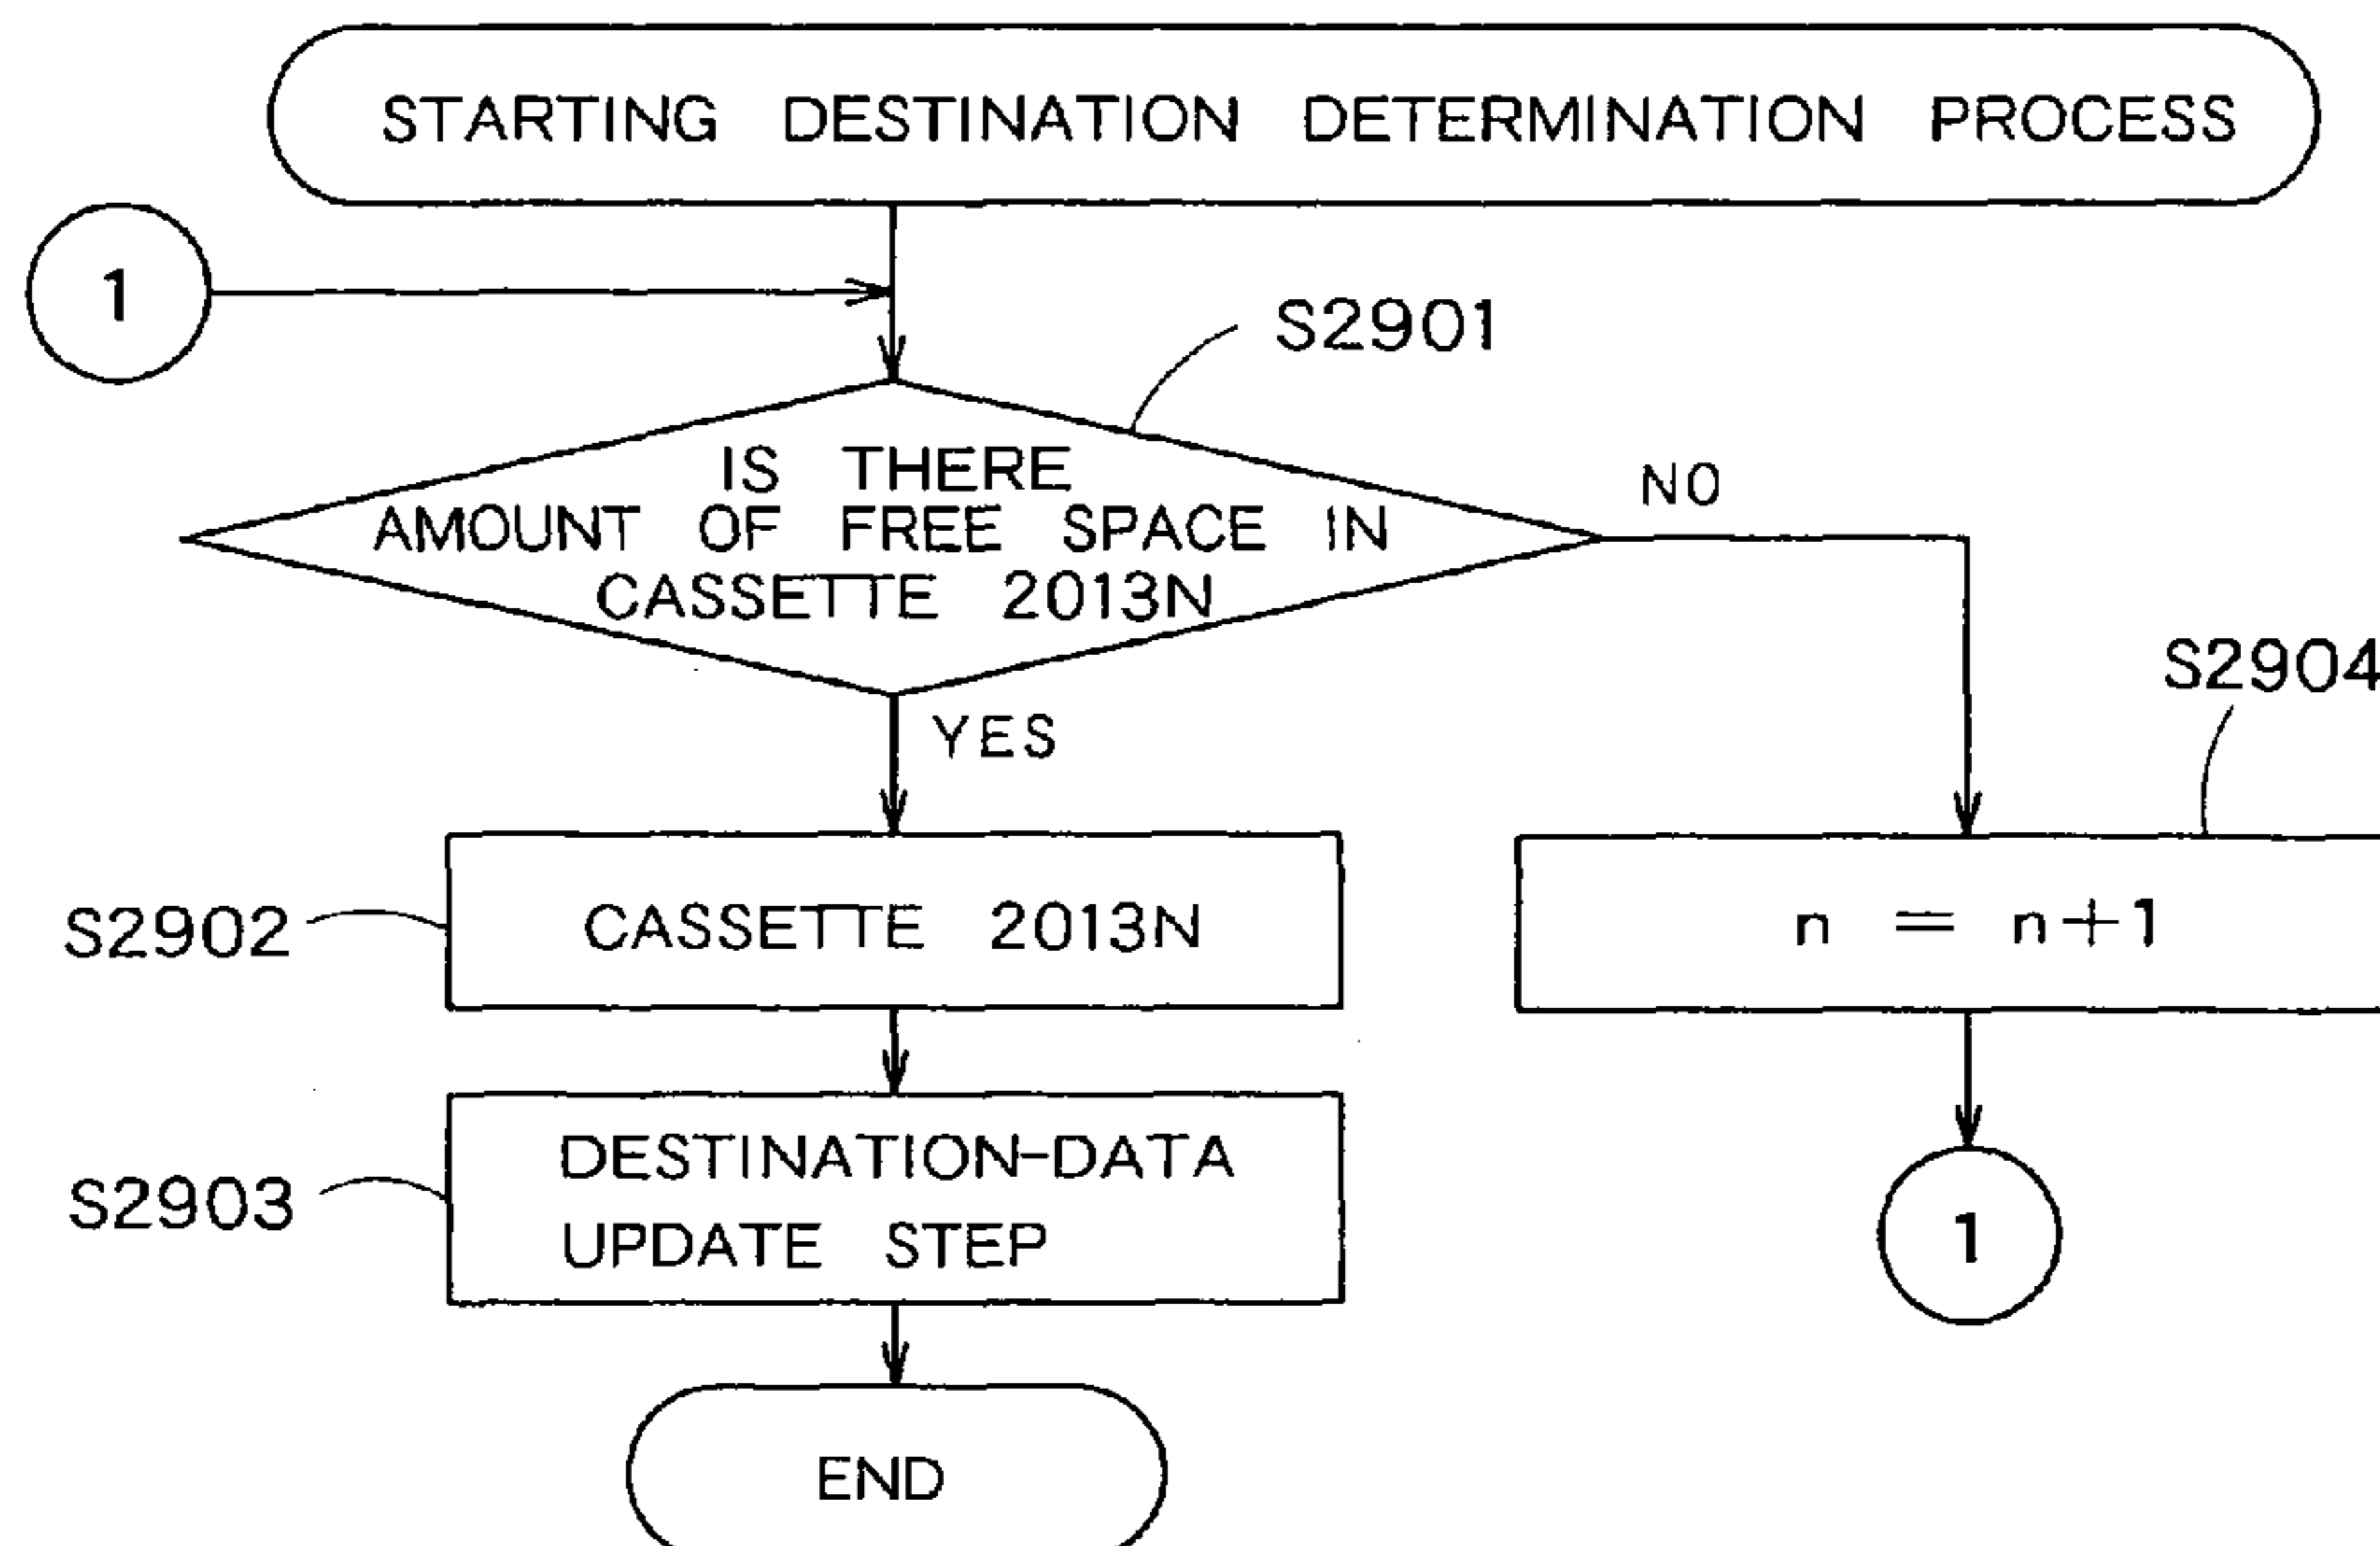 STARTING DESTINATION DETERMINATION PROCESS
1
S2901
IS THERE
AMOUNT OF FREE SPACE IN
CASSETTE 2013N
NO
YES
S2904
S2902
CASSETTE 2013N
n = n+1
S2903
DESTINATION-DATA
UPDATE STEP
1
END